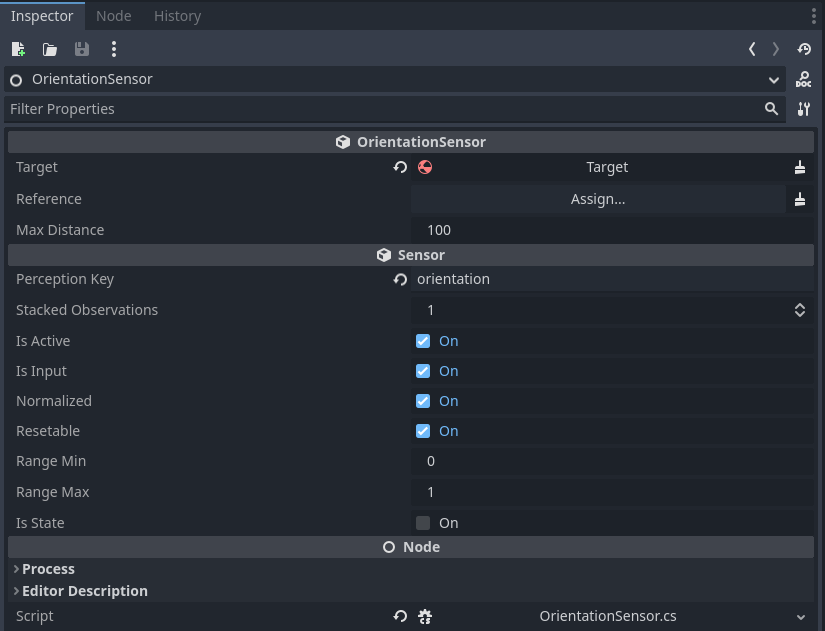 Inspector Node History
OrientationSensor
DOC
Filter Properties
OrientationSensor
Target Target
Reference Assign...
Max Distance 100
Sensor
Perception Key orientation
Stacked Observations 1
Is Active On
Is Input On
Normalized On
Resetable On
Range Min 0
Range Max 1
Is State On
Node
Process
Editor Description
Script OrientationSensor.cs